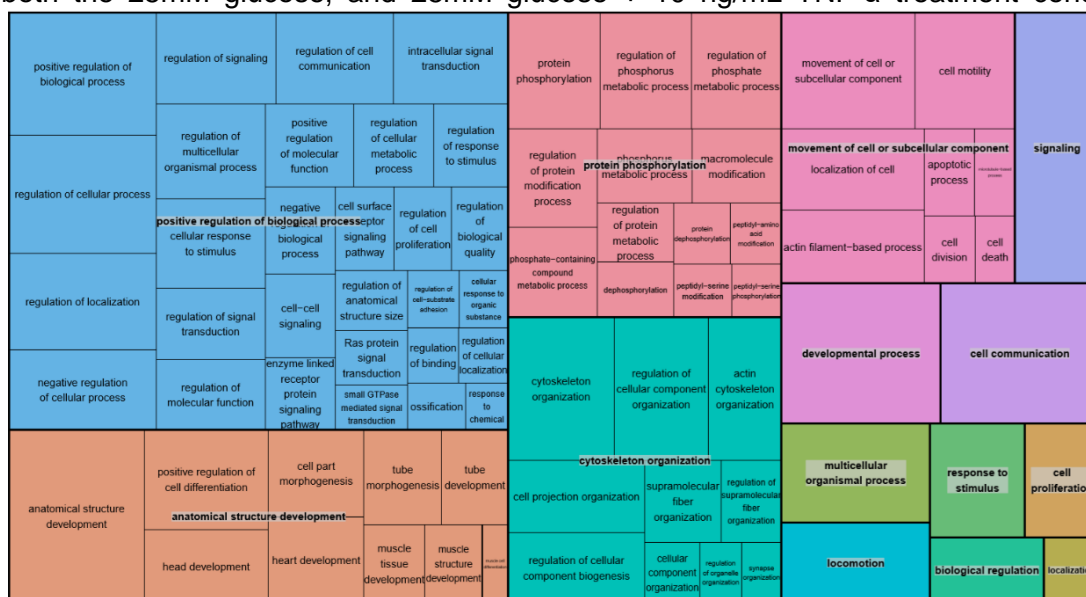 both the 25mM glucose, and 25mM glucose + 10 ng/mL TNF-α treatment
positive regulation of
biological process
regulation of signaling
regulation of cell
communication
intracellular signal
transduction
regulation of
multicellular
organismal process
positive
regulation
of molecular
function
regulation
of cellular
metabolic
process
regulation
of response
to stimulus
regulation of cellular process
positive regulation of biological process
cellular response
to stimulus
negative
biological
process
cell surface
receptor
signaling
pathway
regulation
of cell
proliferation
regulation
of
biological
quality
regulation of localization
regulation of signal
transduction
cell-cell
signaling
regulation of
anatomical
structure size
regulation of
cell-substrate
adhesion
cellular
response to
organic
substance
Ras protein
signal
transduction
regulation
of binding
regulation
of cellular
localization
negative regulation
of cellular process
regulation of
molecular function
enzyme linked
receptor
protein
signaling
pathway
small GTPase
mediated signal
transduction
ossification
response
to
chemical
anatomical structure
development
positive regulation of
cell differentiation
cell part
morphogenesis
tube
morphogenesis
tube
development
anatomical structure development
head development
heart development
muscle
tissue
development
muscle
structure
development
muscle cell
differentiation
protein
phosphorylation
regulation of
phosphorus
metabolic process
regulation of
phosphate
metabolic process
regulation
of protein
modification
process
phosphorus
metabolic process
macromolecule
modification
protein phosphorylation
regulation
of protein
metabolic
process
protein
dephosphorylation
peptidyl-amino
acid
modification
phosphate-containing
compound
metabolic process
dephosphorylation
peptidyl-serine
modification
peptidyl-serine
phosphorylation
cytoskeleton
organization
regulation of
cellular component
organization
actin
cytoskeleton
organization
cytoskeleton organization
cell projection organization
supramolecular
fiber
organization
regulation of
supramolecular
fiber
organization
regulation of cellular
component biogenesis
cellular
component
organization
regulation
of organelle
organization
synapse
organization
movement of cell or
subcellular component
cell motility
movement of cell or subcellular component
localization of cell
apoptotic
process
microtubule-based
process
actin filament-based process
cell
division
cell
death
signaling
developmental process
cell communication
multicellular
organismal process
response to
stimulus
cell
locomotion
biological regulation